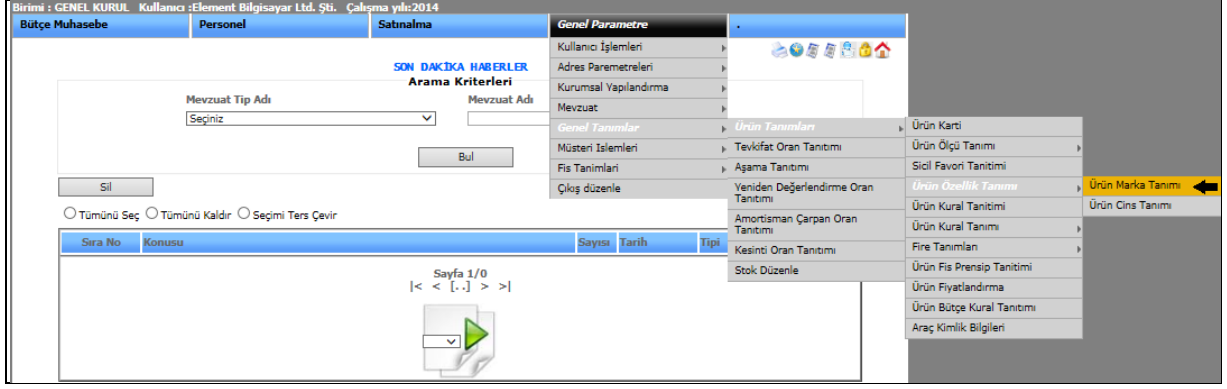 Birimi : GENEL KURUL Kullanıcı :Element Bilgisayar Ltd. Şti. Çalışma yılı:2014
Bütçe Muhasebe
Personel
Satınalma
Genel Parametre
.
SON DAKİKA HABERLER
Arama Kriterleri
Mevzuat Tip Adı
Mevzuat Adı
Seçiniz
Bul
Sil
Tümünü Seç Tümünü Kaldır Seçimi Ters Çevir
Sıra No Konusu Sayısı Tarih Tipi
Sayfa 1/0
|< < [..] > >|
Kullanıcı İşlemleri
Adres Paremetreleri
Kurumsal Yapılandırma
Mevzuat
Genel Tanımlar
Müsteri Islemleri
Fis Tanimlari
Çıkış düzenle
Ürün Tanımları
Tevkifat Oran Tanıtımı
Aşama Tanıtımı
Yeniden Değerlendirme Oran
Tanıtımı
Amortisman Çarpan Oran
Tanıtımı
Kesinti Oran Tanıtımı
Stok Düzenle
Ürün Karti
Ürün Ölçü Tanımı
Sicil Favori Tanitimi
Ürün Özellik Tanımı
Ürün Kural Tanitimi
Ürün Kural Tanımı
Fire Tanımları
Ürün Fis Prensip Tanitimi
Ürün Fiyatlandırma
Ürün Bütçe Kural Tanıtımı
Araç Kimlik Bilgileri
Ürün Marka Tanımı
Ürün Cins Tanımı